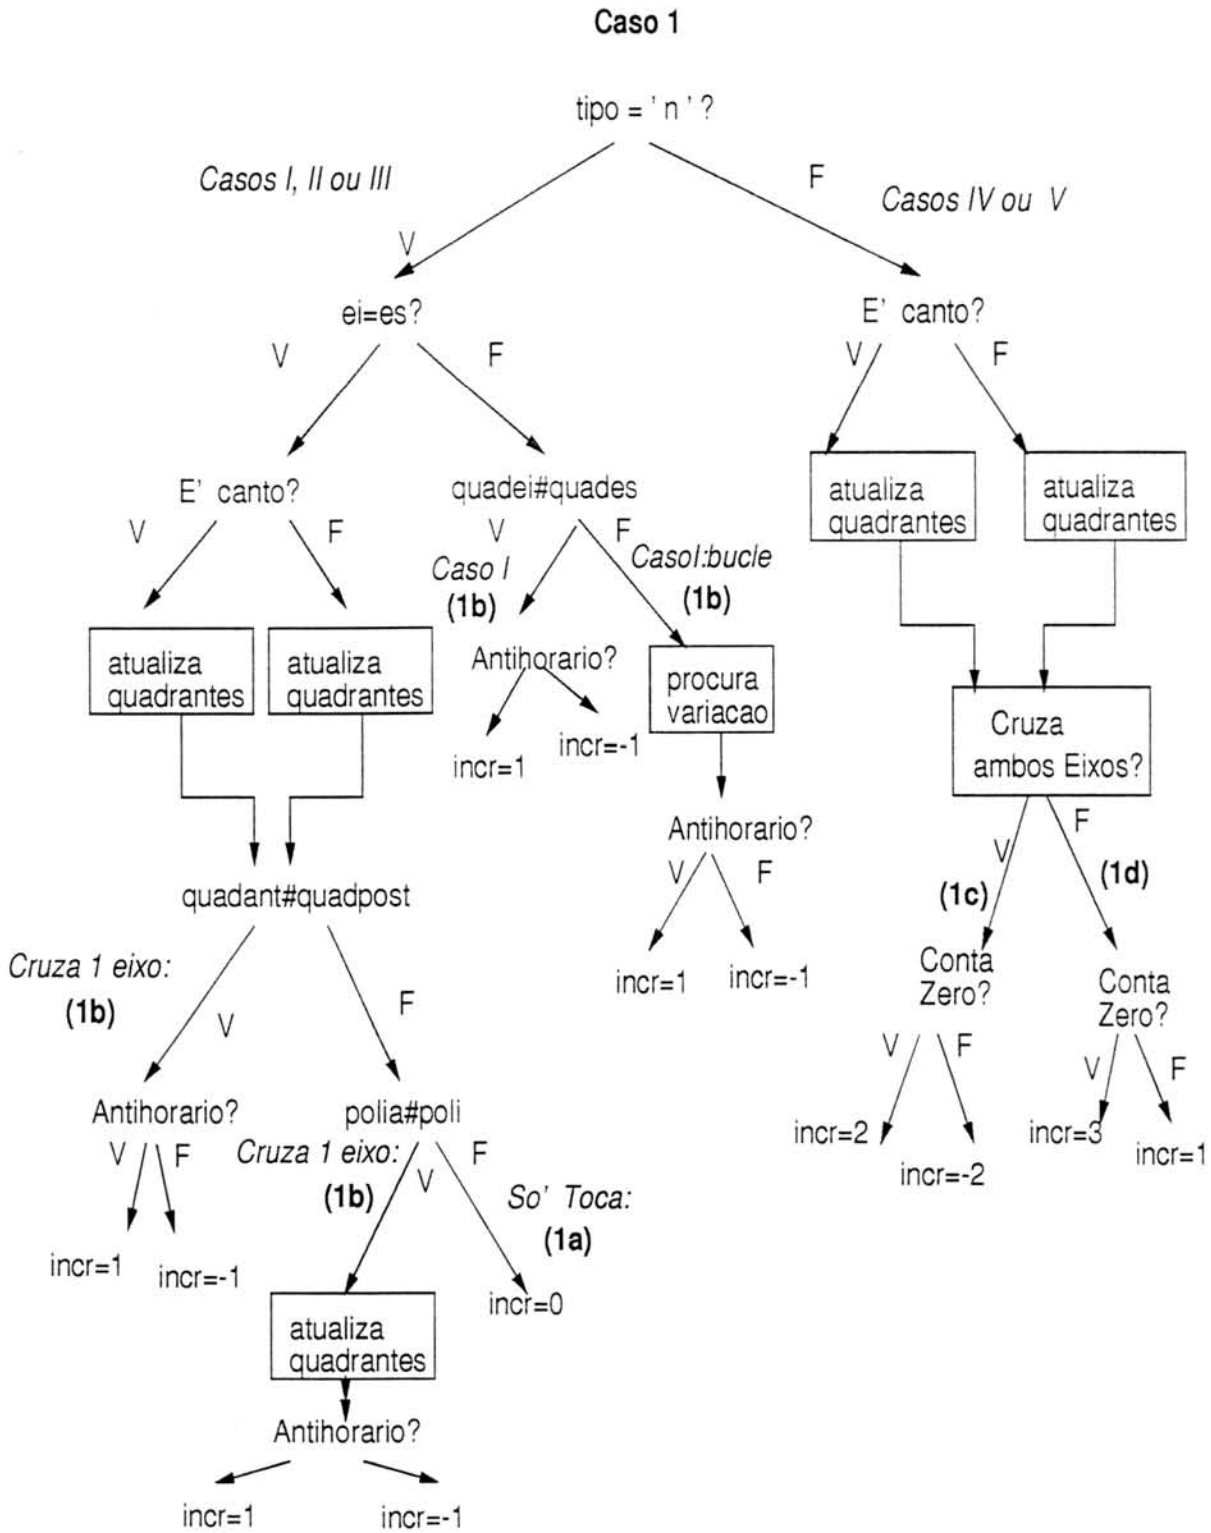 Caso 1
tipo = ' n ' ?
Casos I, II ou III
F
Casos IV ou V
V
ei=es?
E' canto?
V
F
V
F
E' canto?
quadei#quades
atualiza
quadrantes
atualiza
quadrantes
V
F
V
F
Caso I
(1b)
CasoI:bucle
(1b)
atualiza
quadrantes
atualiza
quadrantes
Antihorario?
procura
variacao
incr=1
incr=-1
Cruza
ambos Eixos?
Antihorario?
V
F
V
F
(1c)
(1d)
quadant#quadpost
Cruza 1 eixo:
(1b)
V
F
incr=1
incr=-1
Conta
Zero?
Conta
Zero?
V
F
V
F
Antihorario?
polia#poli
V
F
Cruza 1 eixo:
(1b)
V
F
So' Toca:
(1a)
incr=2
incr=-2
incr=3
incr=1
incr=1
incr=-1
incr=0
atualiza
quadrantes
Antihorario?
incr=1
incr=-1